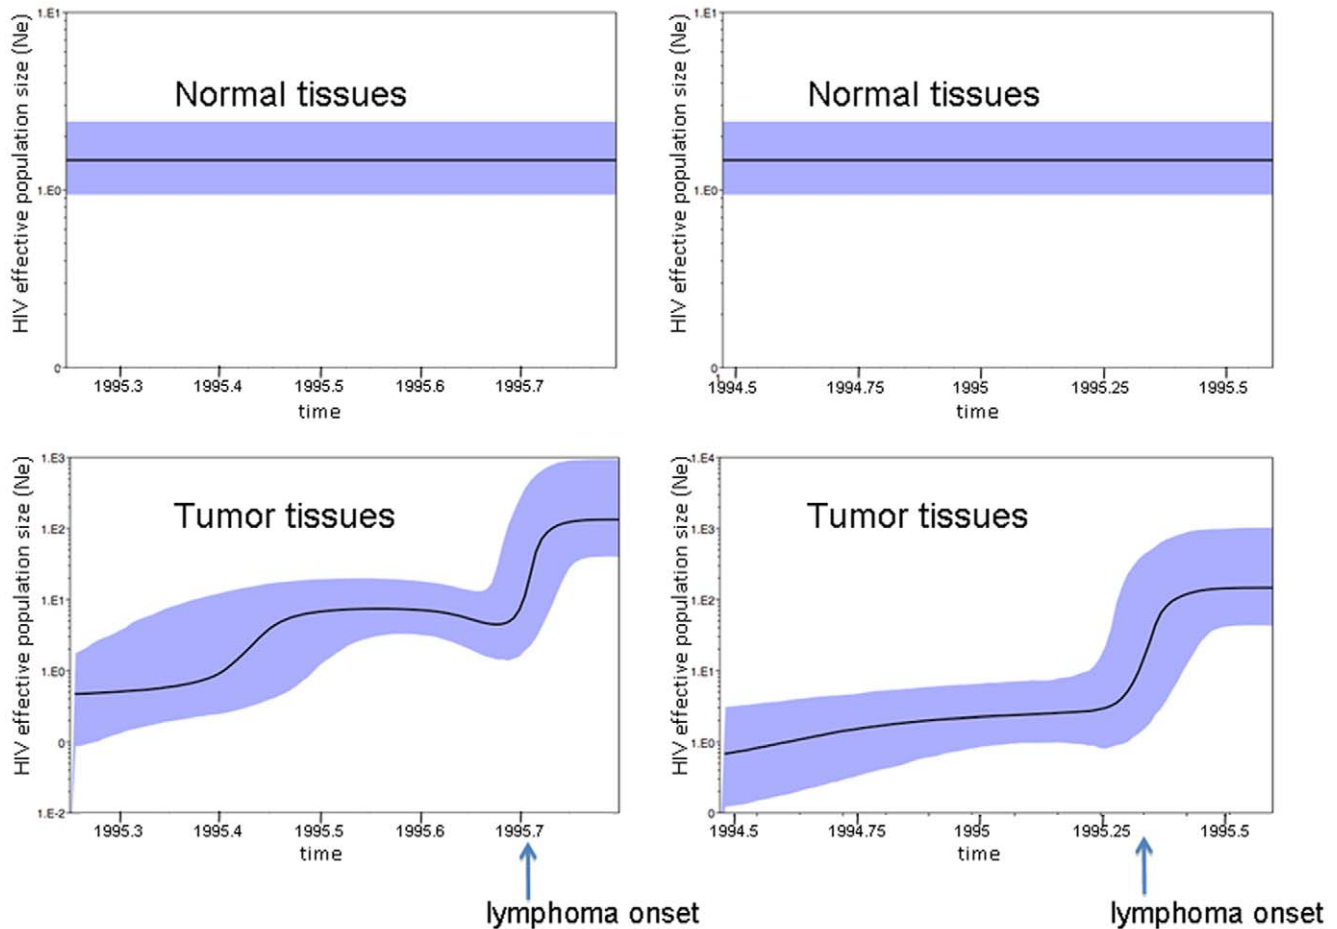 HIV effective population size (Ne)
1.E1
1.E0
0
Normal tissues
1995.3 1995.4 1995.5 1995.6 1995.7
time
HIV effective population size (Ne)
1.E1
1.E0
0
Normal tissues
1994.5 1994.75 1995 1995.25 1995.5
time
HIV effective population size (Ne)
1.E3
1.E2
1.E1
1.E0
0
1.E-2
Tumor tissues
1995.3 1995.4 1995.5 1995.6 1995.7
time
lymphoma onset
HIV effective population size (Ne)
1.E4
1.E3
1.E2
1.E1
1.E0
0
Tumor tissues
1994.5 1994.75 1995 1995.25 1995.5
time
lymphoma onset